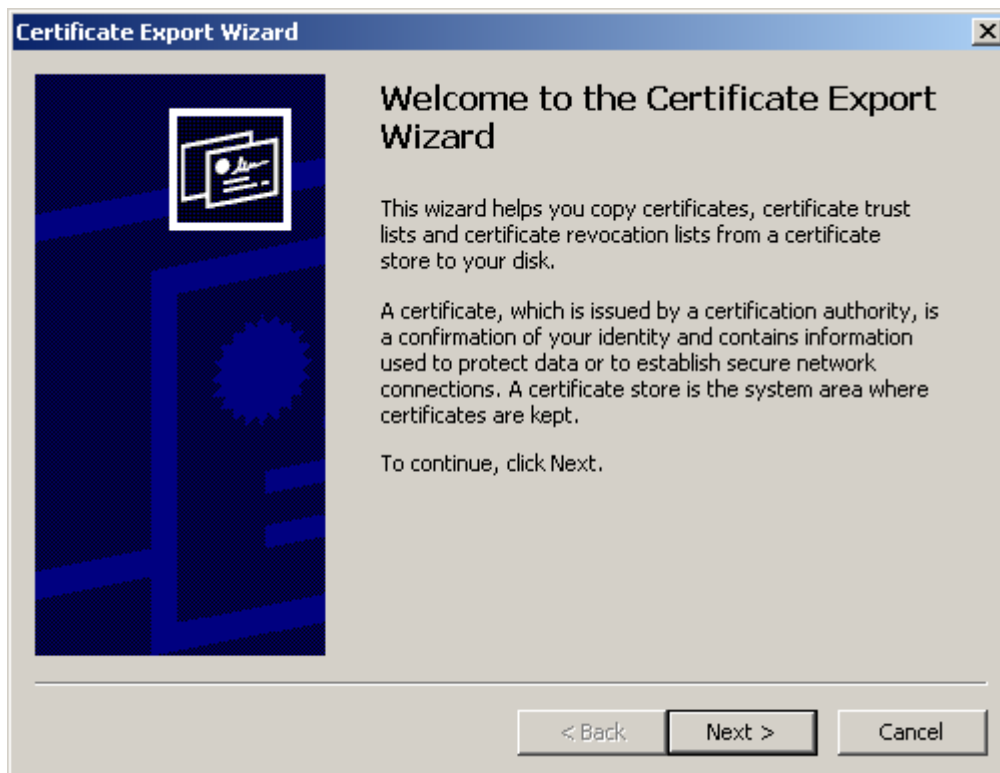 Certificate Export Wizard
Welcome to the Certificate Export
Wizard
This wizard helps you copy certificates, certificate trust
lists and certificate revocation lists from a certificate
store to your disk.
A certificate, which is issued by a certification authority, is
a confirmation of your identity and contains information
used to protect data or to establish secure network
connections. A certificate store is the system area where
certificates are kept.
To continue, click Next.
< Back
Next >
Cancel